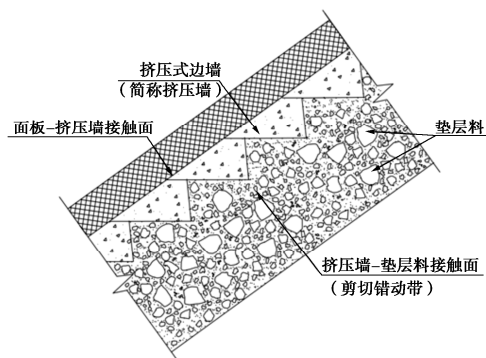 挤压式边墙
（简称挤压墙）
面板-挤压墙接触面
垫层料
挤压墙-垫层料接触面
（剪切错动带）